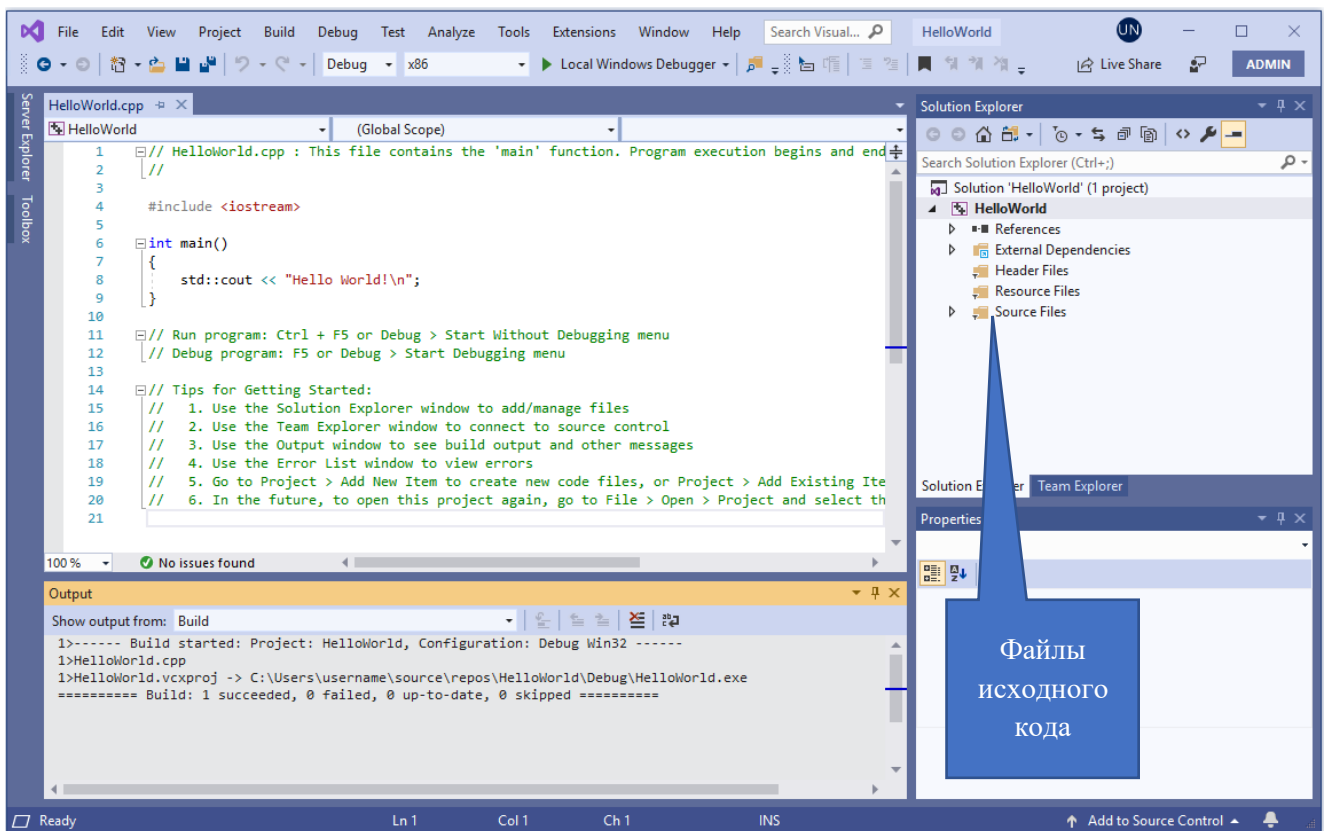 File Edit View Project Build Debug Test Analyze Tools Extensions Window Help Search Visual... HelloWorld UN
Debug x86 Local Windows Debugger Live Share ADMIN
Server Explorer
Toolbox
HelloWorld.cpp
HelloWorld (Global Scope)
1 // HelloWorld.cpp : This file contains the 'main' function. Program execution begins and end
2 //
3
4 #include <iostream>
5
6 int main()
7 {
8 std::cout << "Hello World!\n";
9 }
10
11 // Run program: Ctrl + F5 or Debug > Start Without Debugging menu
12 // Debug program: F5 or Debug > Start Debugging menu
13
14 // Tips for Getting Started:
15 // 1. Use the Solution Explorer window to add/manage files
16 // 2. Use the Team Explorer window to connect to source control
17 // 3. Use the Output window to see build output and other messages
18 // 4. Use the Error List window to view errors
19 // 5. Go to Project > Add New Item to create new code files, or Project > Add Existing Ite
20 // 6. In the future, to open this project again, go to File > Open > Project and select th
21
100 % No issues found
Output
Show output from: Build
1>------ Build started: Project: HelloWorld, Configuration: Debug Win32 ------
1>HelloWorld.cpp
1>HelloWorld.vcxproj -> C:\Users\username\source\repos\HelloWorld\Debug\HelloWorld.exe
========== Build: 1 succeeded, 0 failed, 0 up-to-date, 0 skipped ==========
Solution Explorer
Search Solution Explorer (Ctrl+;)
Solution 'HelloWorld' (1 project)
HelloWorld
References
External Dependencies
Header Files
Resource Files
Source Files
Solution E er Team Explorer
Properties
Файлы
исходного
кода
Ready Ln 1 Col 1 Ch 1 INS Add to Source Control